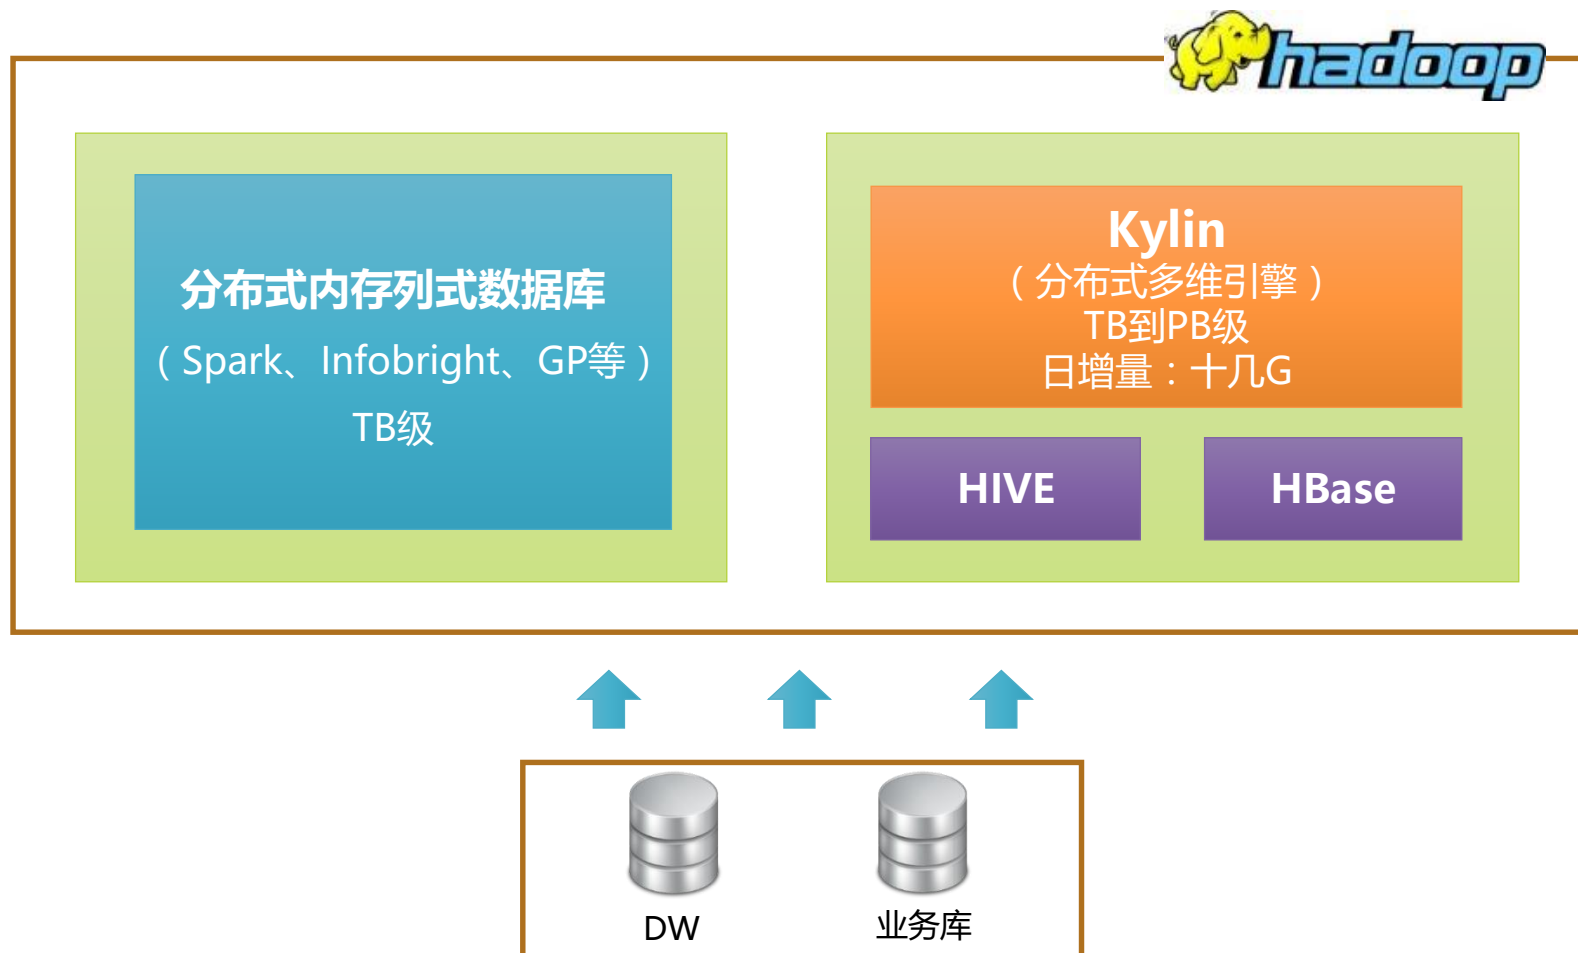 hadoop
分布式内存列式数据库
（Spark、Infobright、GP等）
TB级
Kylin
（分布式多维引擎）
TB到PB级
日增量：十几G
HIVE
HBase
DW
业务库